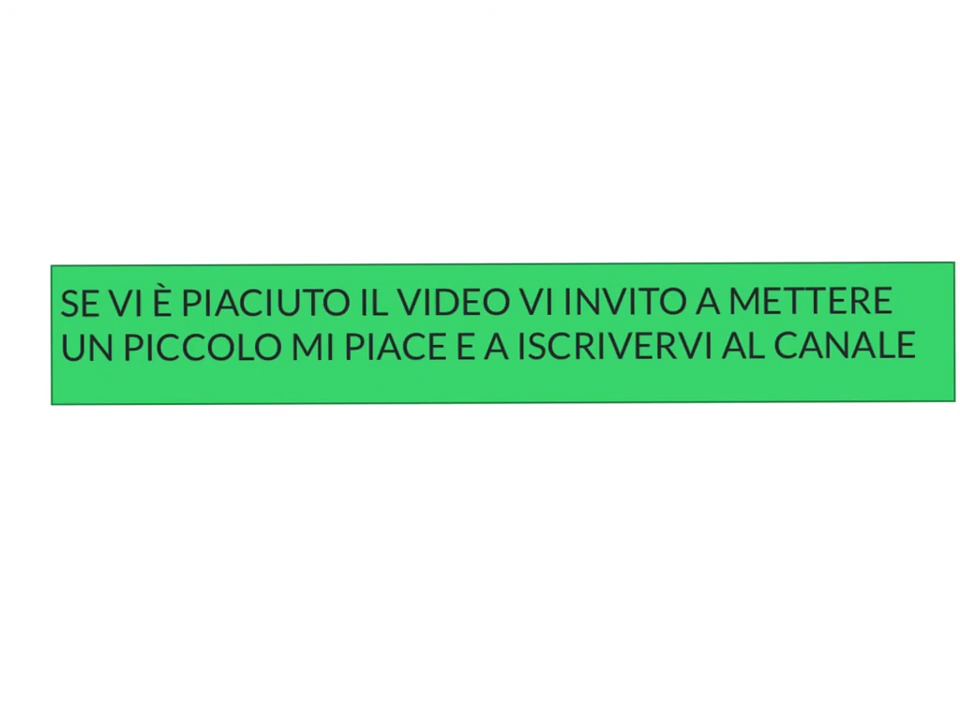 SE VI È PIACIUTO IL VIDEO VI INVITO A METTERE
UN PICCOLO MI PIACE E A ISCRIVERVI AL CANALE